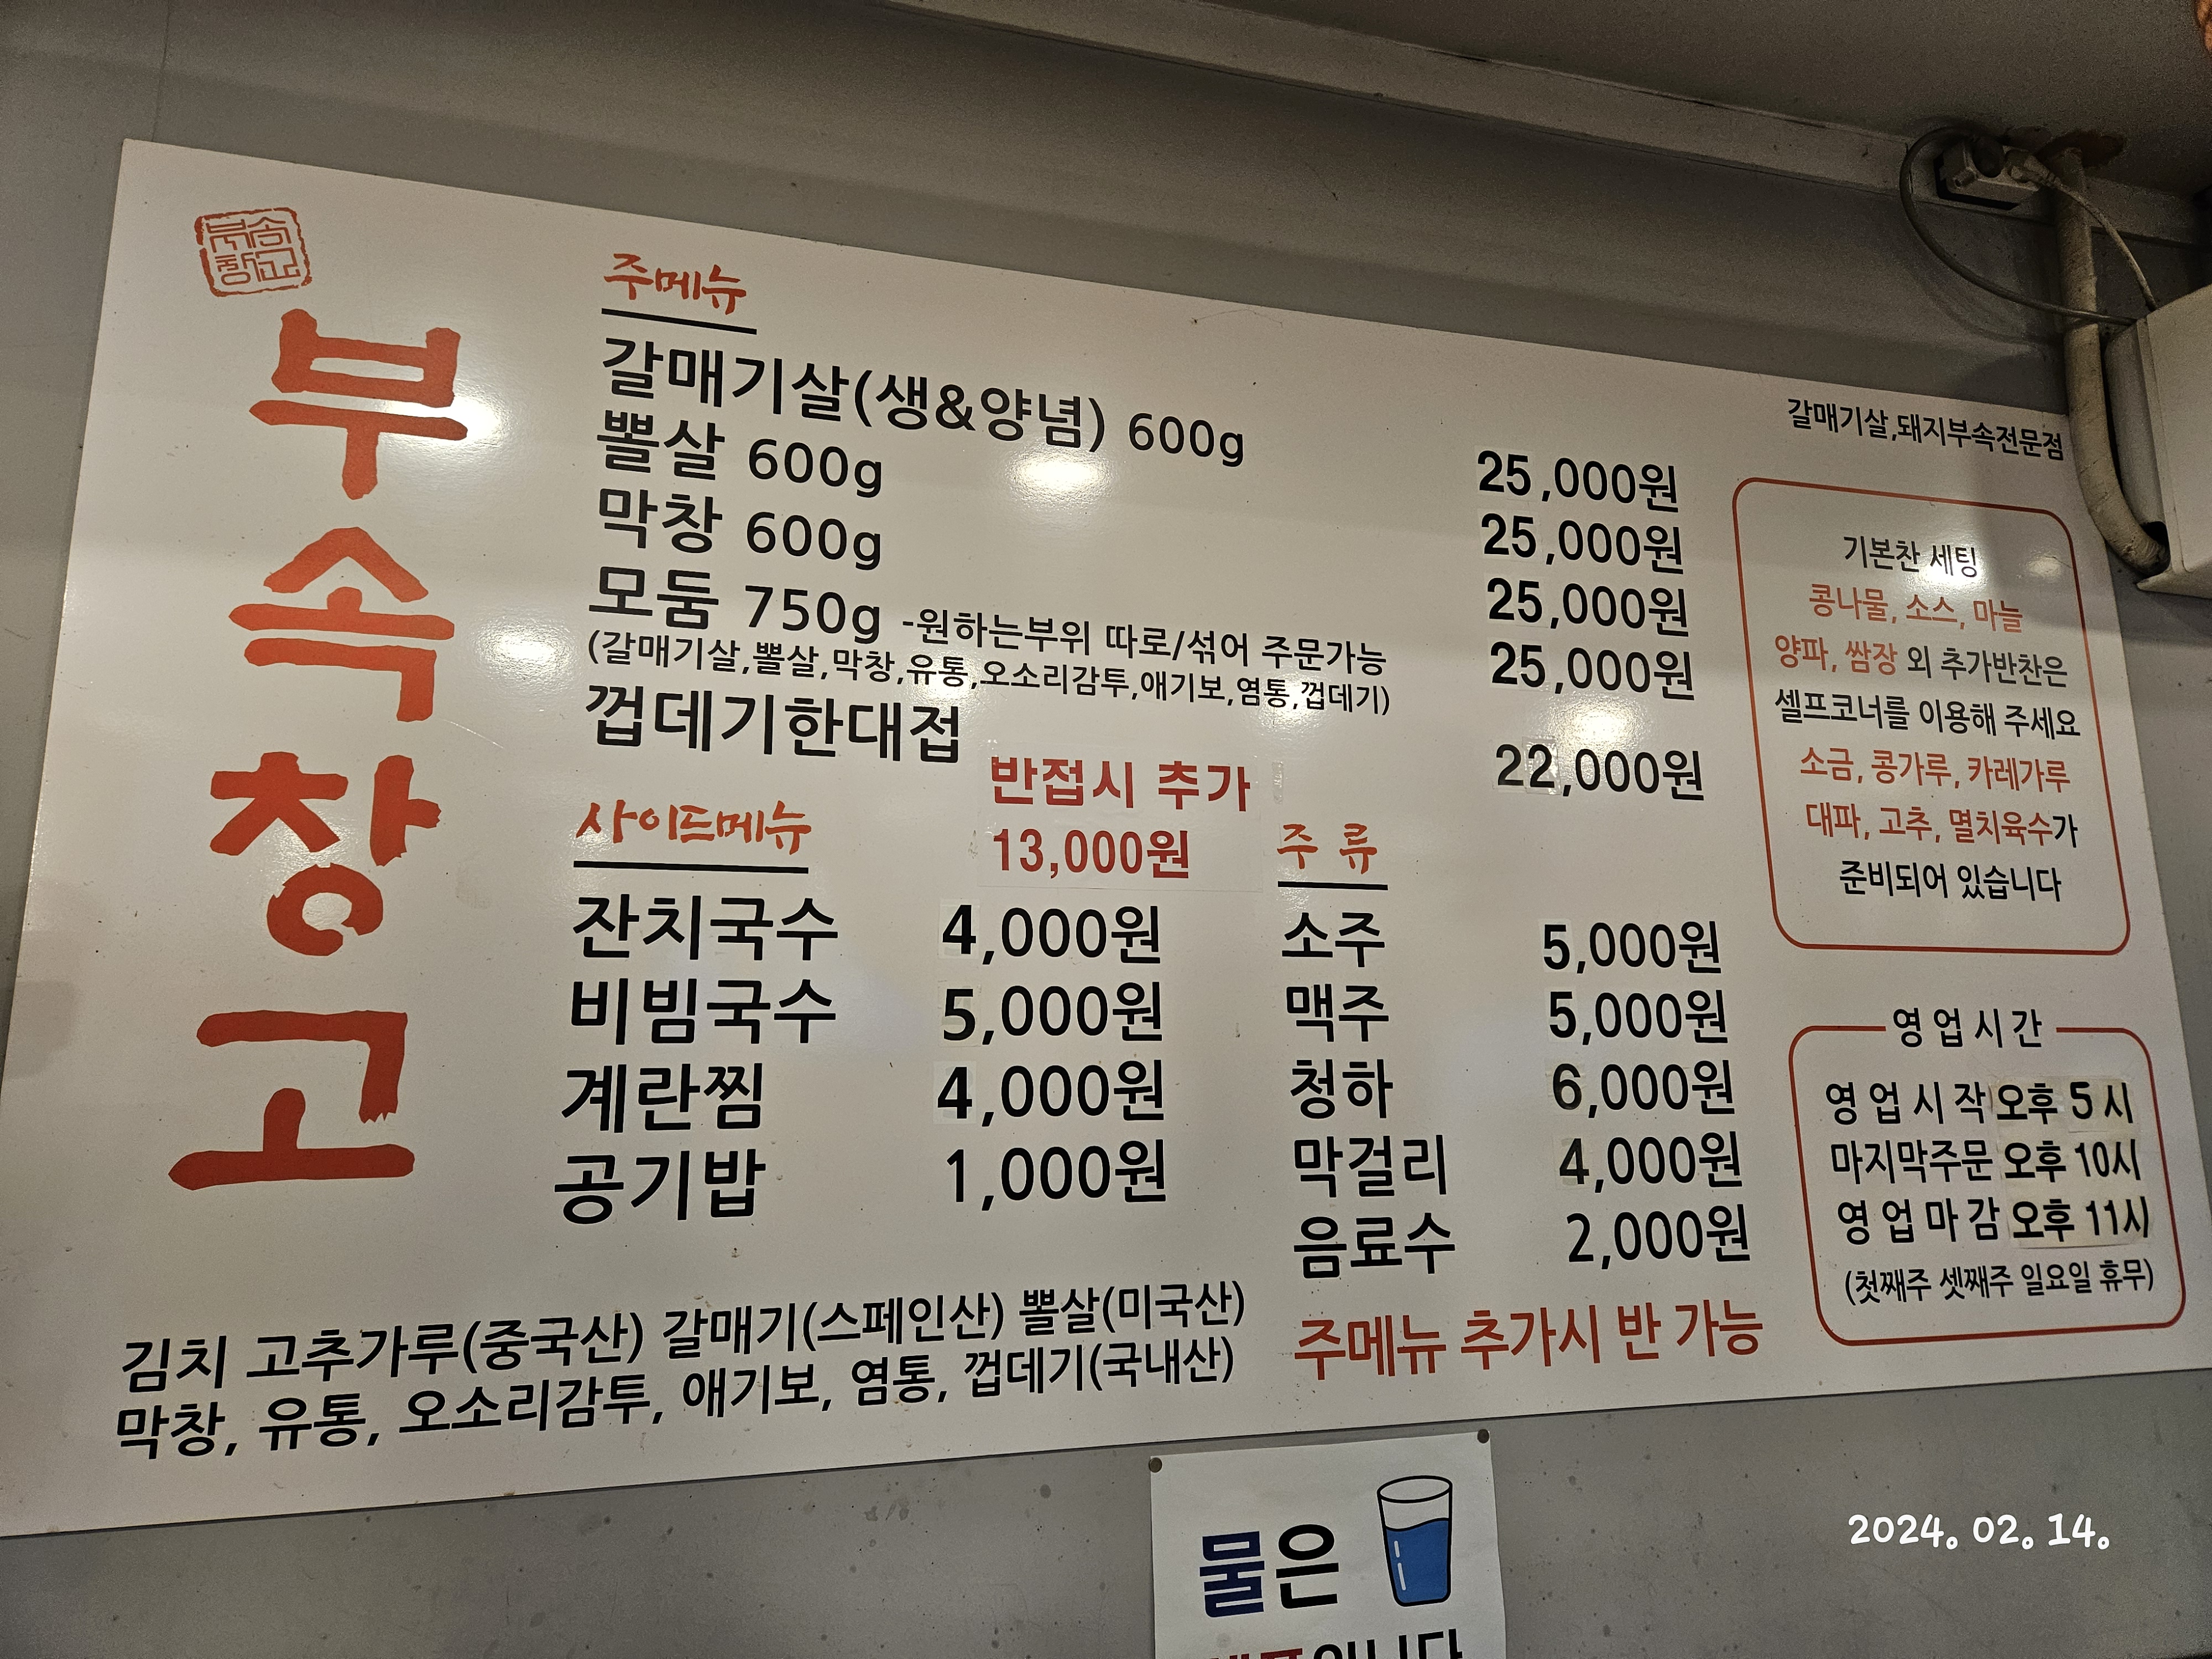 부속창고
부속창고
주메뉴
갈매기살(생&양념) 600g 25,000원
뽈살 600g 25,000원
막창 600g 25,000원
모둠 750g -원하는부위 따로/섞어 주문가능 25,000원
(갈매기살,뽈살,막창,유통,오소리감투,애기보,염통,껍데기)
껍데기한대접 22,000원
반접시 추가
13,000원
사이드메뉴
잔치국수 4,000원
비빔국수 5,000원
계란찜 4,000원
공기밥 1,000원
주 류
소주 5,000원
맥주 5,000원
청하 6,000원
막걸리 4,000원
음료수 2,000원
주메뉴 추가시 반 가능
갈매기살,돼지부속전문점
기본찬 세팅
콩나물, 소스, 마늘
양파, 쌈장 외 추가반찬은
셀프코너를 이용해 주세요
소금, 콩가루, 카레가루
대파, 고추, 멸치육수가
준비되어 있습니다
영업시간
영업시작 오후 5시
마지막주문 오후 10시
영업마감 오후 11시
(첫째주 셋째주 일요일 휴무)
김치 고추가루(중국산) 갈매기(스페인산) 뽈살(미국산)
막창, 유통, 오소리감투, 애기보, 염통, 껍데기(국내산)
물은
2024. 02. 14.